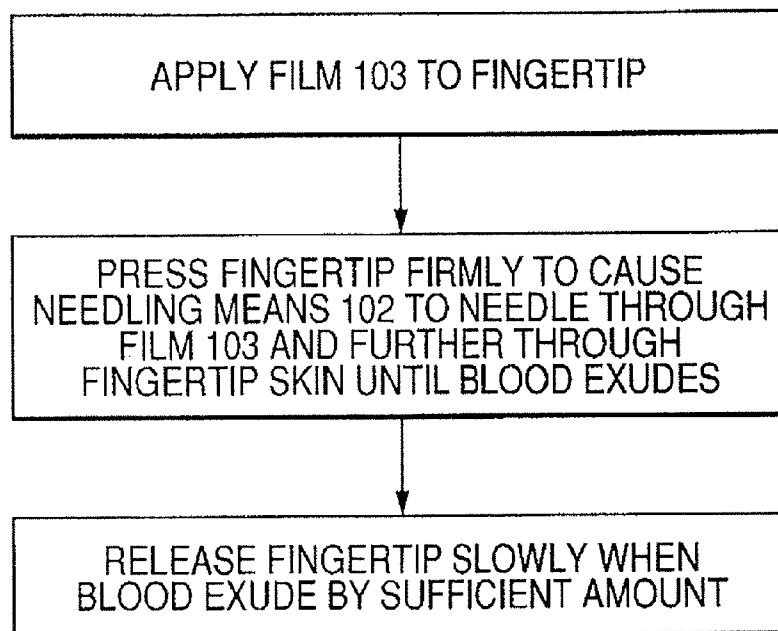 APPLY FILM 103 TO FINGERTIP
PRESS FINGERTIP FIRMLY TO CAUSE
NEEDLING MEANS 102 TO NEEDLE THROUGH
FILM 103 AND FURTHER THROUGH
FINGERTIP SKIN UNTIL BLOOD EXUDES
RELEASE FINGERTIP SLOWLY WHEN
BLOOD EXUDE BY SUFFICIENT AMOUNT